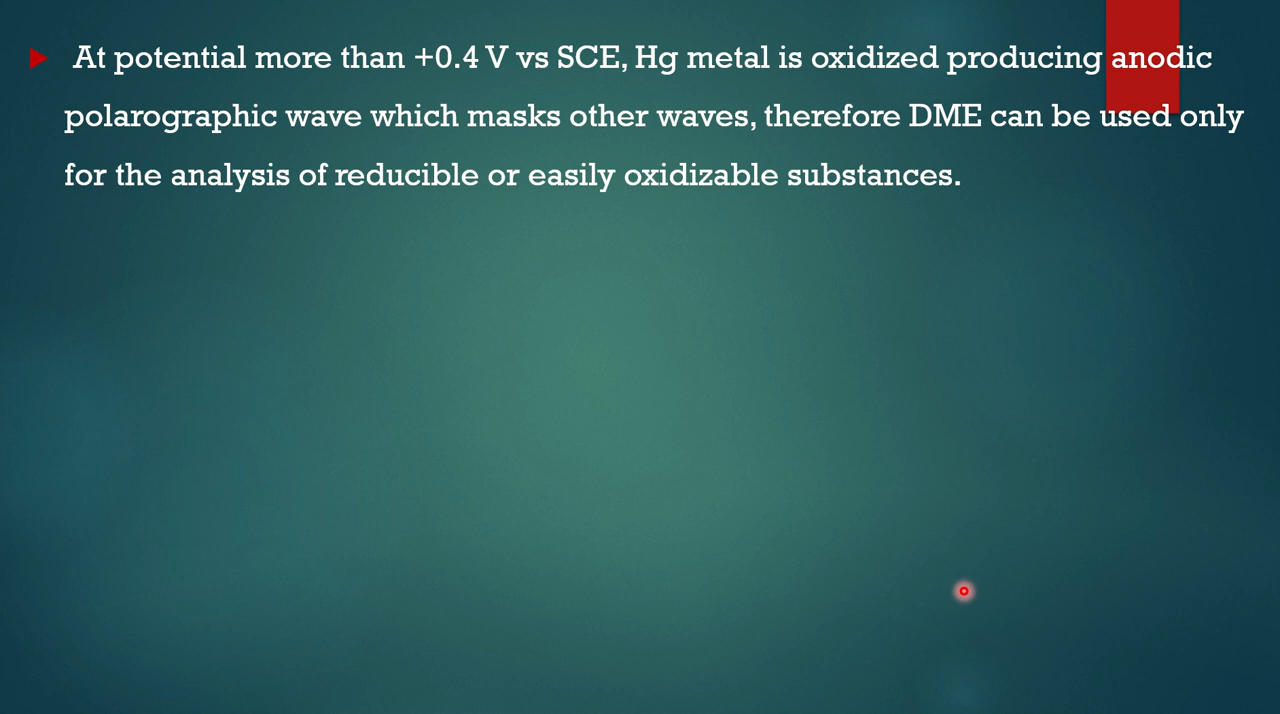 At potential more than +0.4 V vs SCE, Hg metal is oxidized producing anodic
polarographic wave which masks other waves, therefore DME can be used only
for the analysis of reducible or easily oxidizable substances.